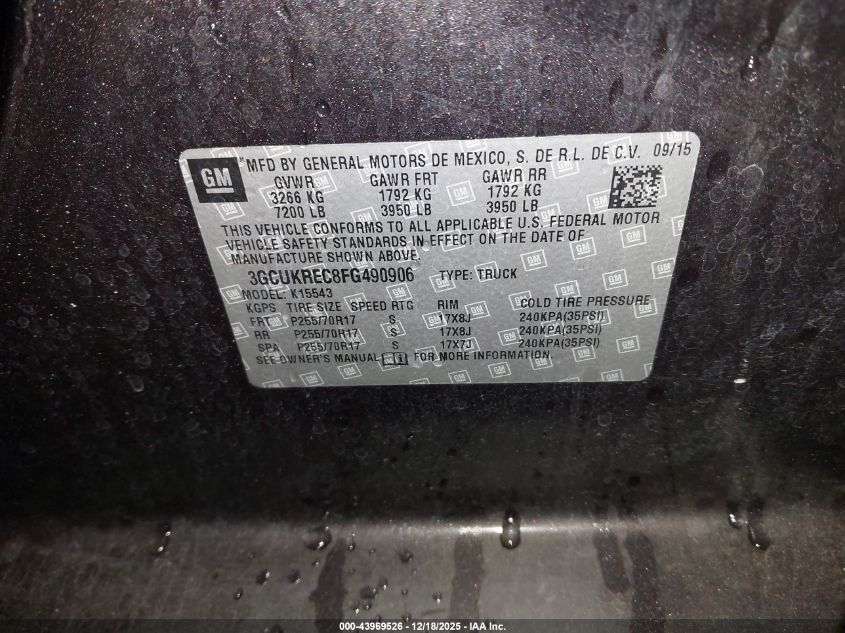 GM
"MFD BY GENERAL MOTORS DE MEXICO, S. DE R.L. DE C.V. 09/15
GVWR GAWR FRT GAWR RR
3266 KG 1792 KG 1792 KG
7200 LB 3950 LB 3950 LB
THIS VEHICLE CONFORMS TO ALL APPLICABLE U.S. FEDERAL MOTOR
VEHICLE SAFETY STANDARDS IN EFFECT ON THE DATE OF
MANUFACTURE SHOWN ABOVE.
3GCUKREC8FG490906 TYPE: TRUCK
MODEL: K15543
KGPS TIRE SIZE SPEED RTG RIM COLD TIRE PRESSURE
FRT P255/70R17 S 17X8J 240KPA(35PSI)
RR P255/70R17 S 17X8J 240KPA(35PSI)
SPA P255/70R17 S 17X7J 240KPA(35PSI)
SEE OWNER'S MANUAL i FOR MORE INFORMATION.
000-43969526 - 12/18/2025 - IAA Inc.